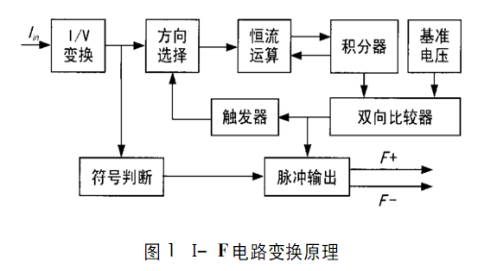 Iin
I/V
变换
方向
选择
恒流
运算
积分器
基准
电压
触发器
双向比较器
符号判断
脉冲输出
F+
F-
图1 I- F电路变换原理